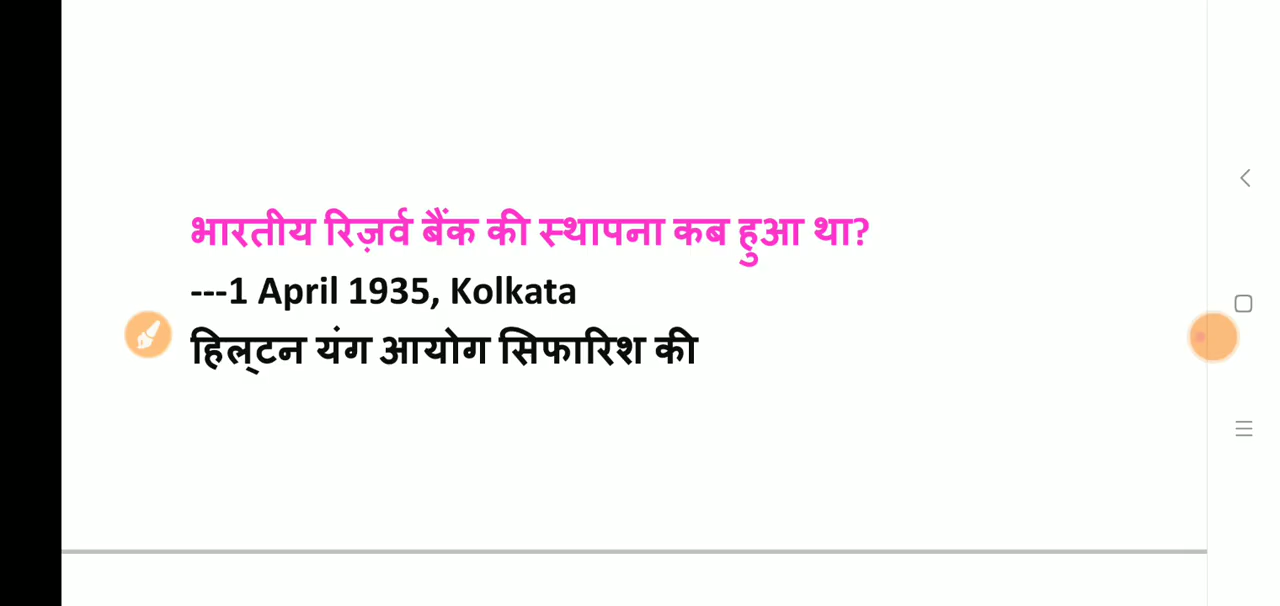 भारतीय रिज़र्व बैंक की स्थापना कब हुआ था?
---1 April 1935, Kolkata
हिल्‌टन यंग आयोग सिफारिश की